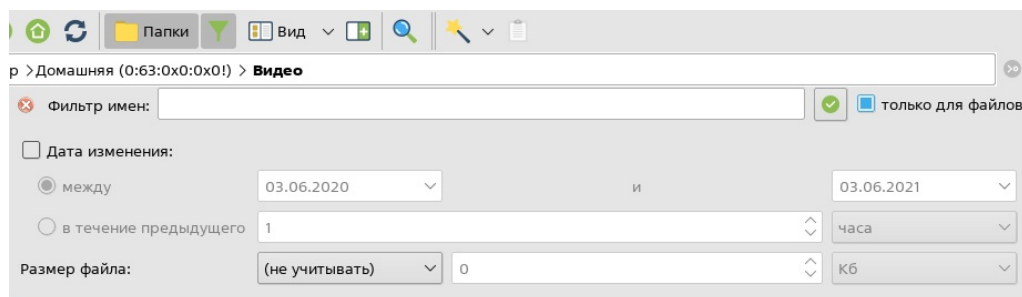 Папки Вид
р >Домашняя (0:63:0x0:0x0!) > Видео
Фильтр имен: только для файлов
Дата изменения:
между 03.06.2020 и 03.06.2021
в течение предыдущего 1 часа
Размер файла: (не учитывать) 0 Кб